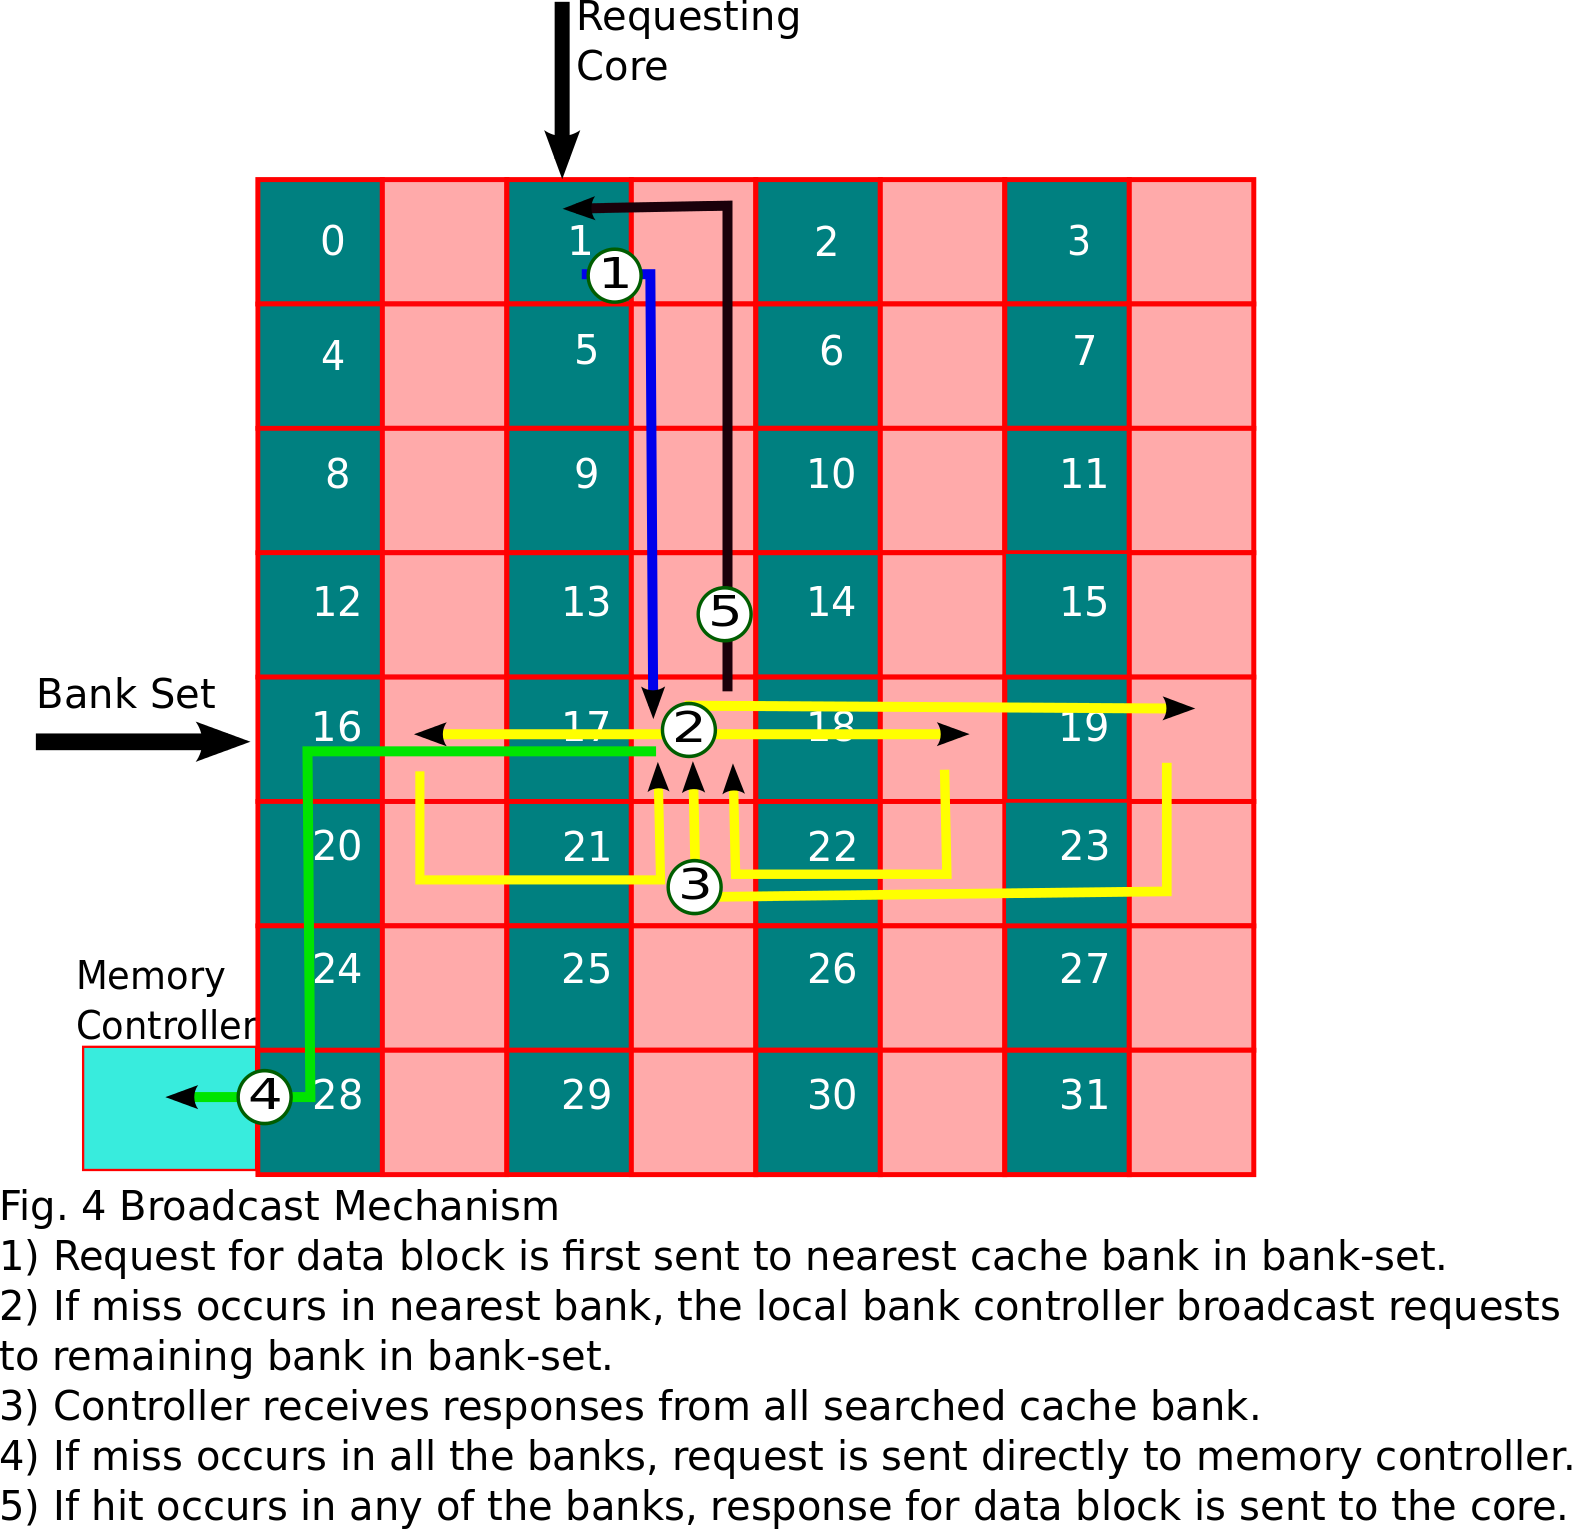 Requesting
Core
0 1 2 3
1
4 5 6 7
8 9 10 11
12 13 14 15
5
Bank Set
16 17 18 19
2
20 21 22 23
3
Memory
Controller
24 25 26 27
4
28 29 30 31
Fig. 4 Broadcast Mechanism
1) Request for data block is first sent to nearest cache bank in bank-set.
2) If miss occurs in nearest bank, the local bank controller broadcast requests
to remaining bank in bank-set.
3) Controller receives responses from all searched cache bank.
4) If miss occurs in all the banks, request is sent directly to memory controller.
5) If hit occurs in any of the banks, response for data block is sent to the core.